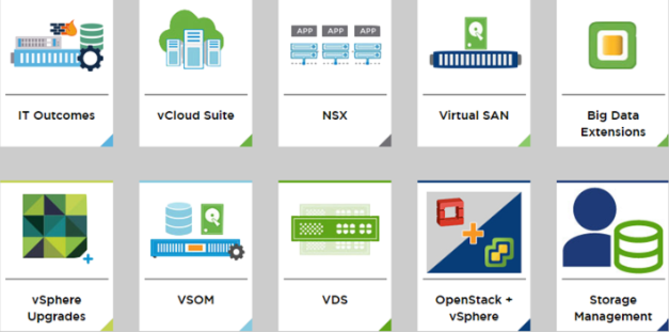 APP APP APP
IT Outcomes
vCloud Suite
NSX
Virtual SAN
Big Data
Extensions
vSphere
Upgrades
VSOM
VDS
OpenStack +
vSphere
Storage
Management